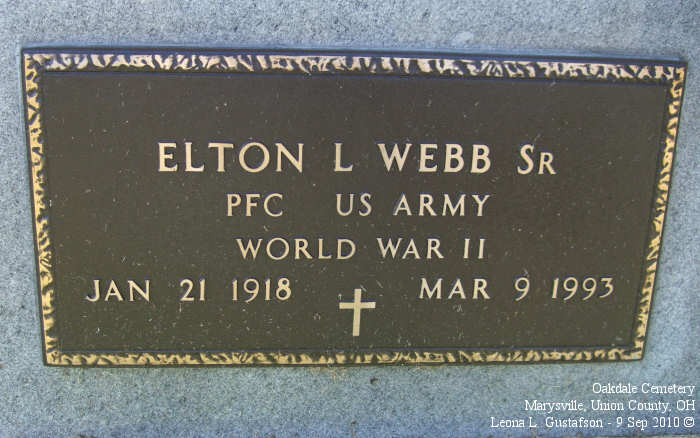 ELTON L WEBB SR
PFC US ARMY
WORLD WAR II
JAN 21 1918 MAR 9 1993
Oakdale Cemetery
Marysville, Union County, OH
Leona L. Gustafson - 9 Sep 2010 ©